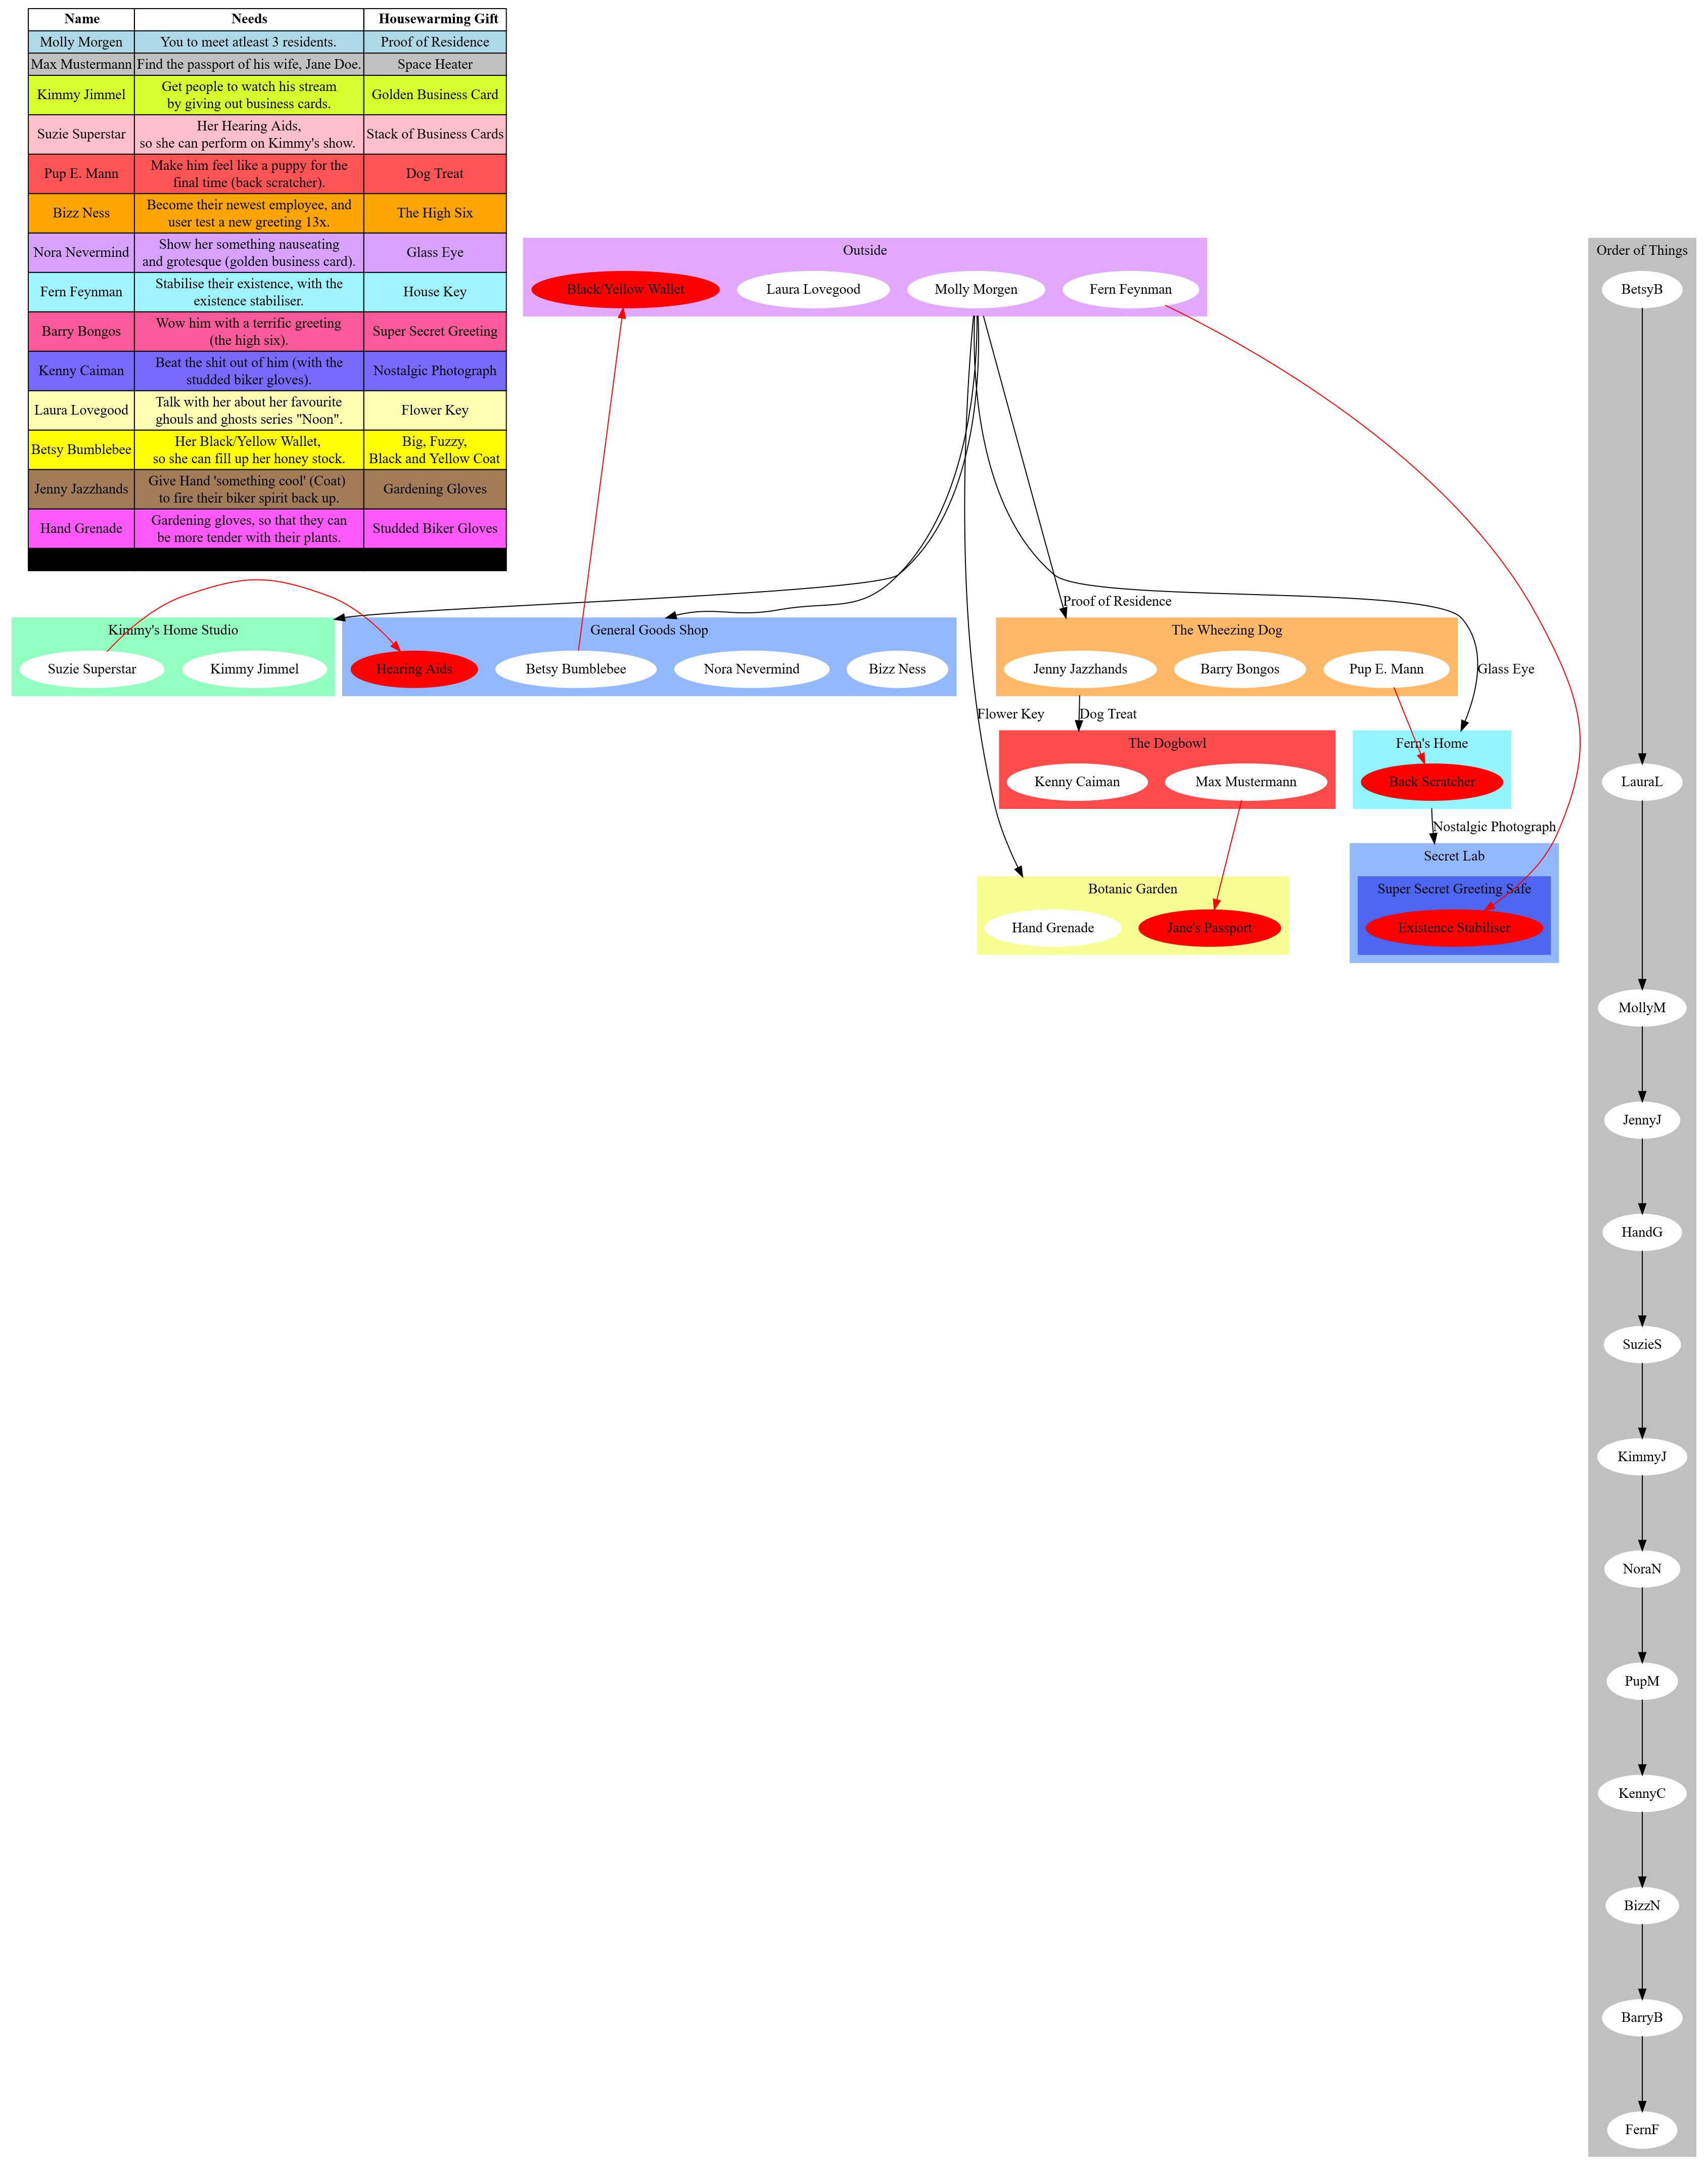 Name Needs Housewarming Gift
Molly Morgen You to meet atleast 3 residents. Proof of Residence
Max Mustermann Find the passport of his wife, Jane Doe. Space Heater
Kimmy Jimmel Get people to watch his stream
by giving out business cards. Golden Business Card
Suzie Superstar Her Hearing Aids,
so she can perform on Kimmy's show. Stack of Business Cards
Pup E. Mann Make him feel like a puppy for the
final time (back scratcher). Dog Treat
Bizz Ness Become their newest employee, and
user test a new greeting 13x. The High Six
Nora Nevermind Show her something nauseating
and grotesque (golden business card). Glass Eye
Fern Feynman Stabilise their existence, with the
existence stabiliser. House Key
Barry Bongos Wow him with a terrific greeting
(the high six). Super Secret Greeting
Kenny Caiman Beat the shit out of him (with the
studded biker gloves). Nostalgic Photograph
Laura Lovegood Talk with her about her favourite
ghouls and ghosts series "Noon". Flower Key
Betsy Bumblebee Her Black/Yellow Wallet,
so she can fill up her honey stock. Big, Fuzzy,
Black and Yellow Coat
Jenny Jazzhands Give Hand 'something cool' (Coat)
to fire their biker spirit back up. Gardening Gloves
Hand Grenade Gardening gloves, so that they can
be more tender with their plants. Studded Biker Gloves
Outside
Black/Yellow Wallet Laura Lovegood Molly Morgen Fern Feynman
Proof of Residence
Kimmy's Home Studio
Suzie Superstar Kimmy Jimmel
General Goods Shop
Hearing Aids Betsy Bumblebee Nora Nevermind Bizz Ness
The Wheezing Dog
Jenny Jazzhands Barry Bongos Pup E. Mann
Glass Eye
Flower Key
Dog Treat
The Dogbowl
Kenny Caiman Max Mustermann
Fern's Home
Back Scratcher
Nostalgic Photograph
Botanic Garden
Hand Grenade Jane's Passport
Secret Lab
Super Secret Greeting Safe
Existence Stabiliser
Order of Things
BetsyB
LauraL
MollyM
JennyJ
HandG
SuzieS
KimmyJ
NoraN
PupM
KennyC
BizzN
BarryB
FernF